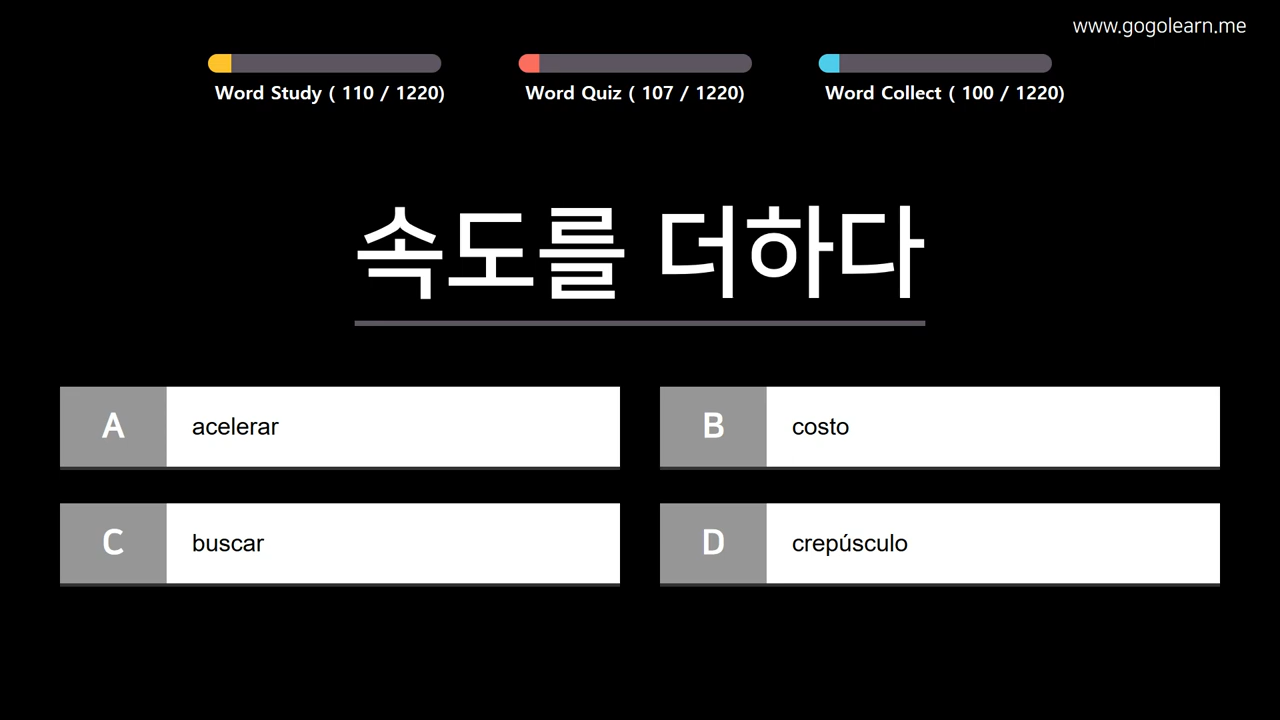 www.gogolearn.me
Word Study ( 110 / 1220)
Word Quiz ( 107 / 1220)
Word Collect ( 100 / 1220)
속도를 더하다
A acelerar
B costo
C buscar
D crepúsculo